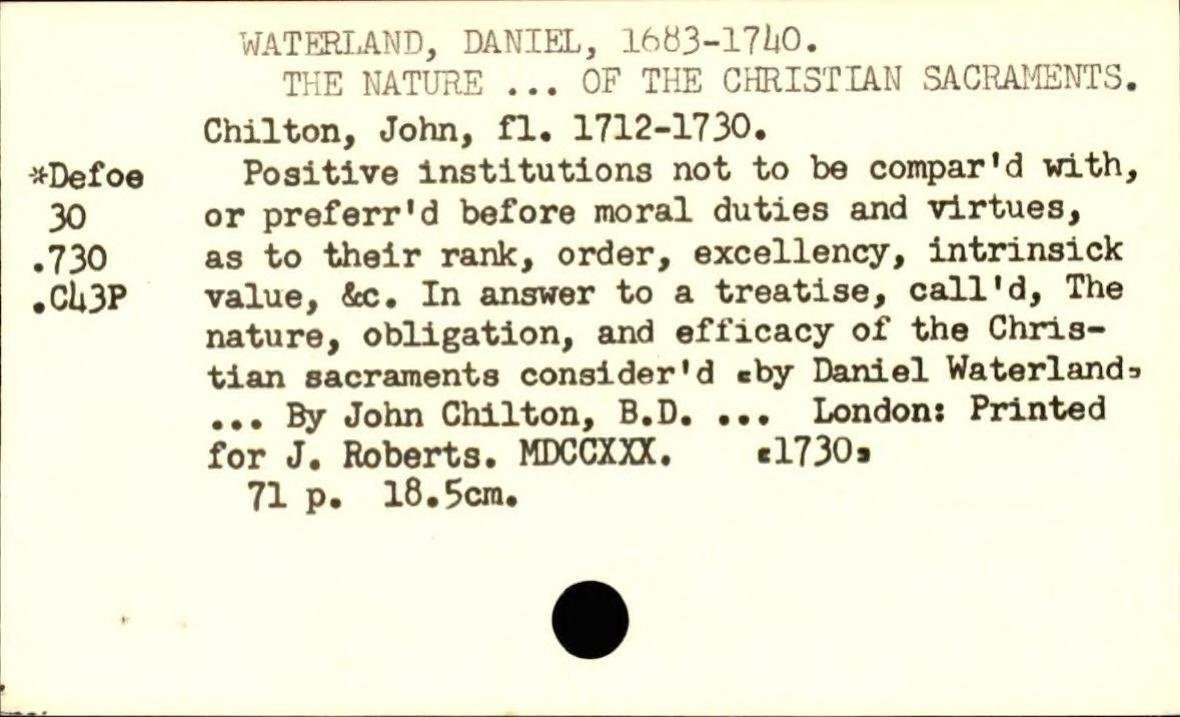 WATERLAND, DANIEL, 1683-1740.
THE NATURE ... OF THE CHRISTIAN SACRAMENTS.
Chilton, John, fl. 1712-1730.
*Defoe Positive institutions not to be compar'd with,
30 or preferr'd before moral duties and virtues,
.730 as to their rank, order, excellency, intrinsick
.C43P value, &c. In answer to a treatise, call'd, The
nature, obligation, and efficacy of the Chris-
tian sacraments consider'd [by Daniel Waterland]
... By John Chilton, B.D. ... London: Printed
for J. Roberts. MDCCXXX. [1730]
71 p. 18.5cm.